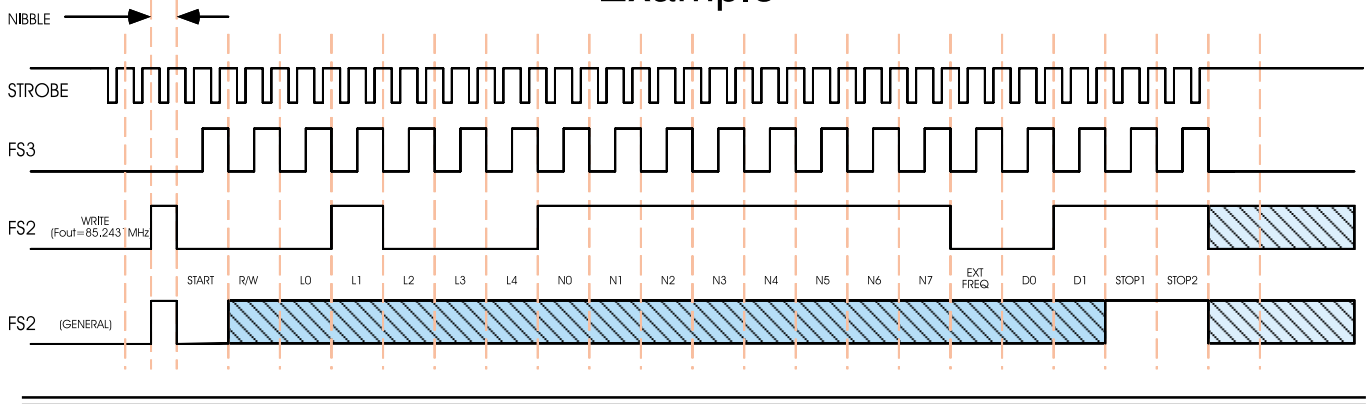 Example
NIBBLE
STROBE
FS3
FS2 WRITE
(Fout=85.243 MHz
START R/W L0 L1 L2 L3 L4 N0 N1 N2 N3 N4 N5 N6 N7 EXT FREQ D0 D1 STOP1 STOP2
FS2 (GENERAL)